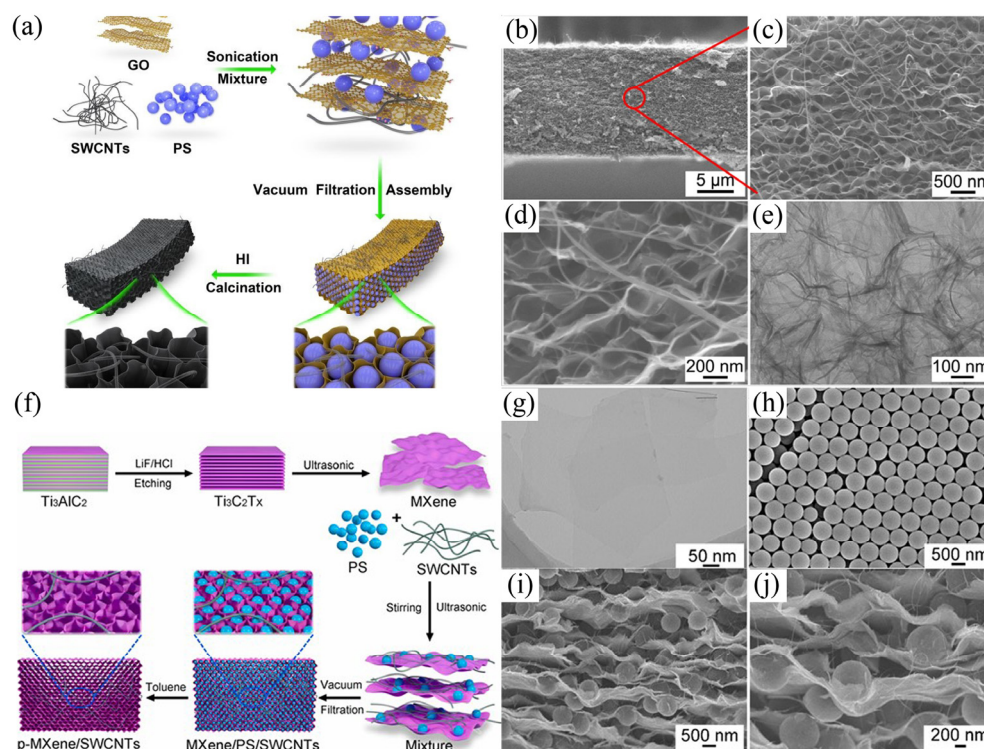 (a)
GO
SWCNTs
PS
Sonication
Mixture
Vacuum Filtration Assembly
HI
Calcination
(b)
5 μm
(c)
500 nm
(d)
200 nm
(e)
100 nm
(f)
Ti3AlC2
LiF/HCl
Etching
Ti3C2Tx
Ultrasonic
MXene
PS
+
SWCNTs
Stirring
Ultrasonic
Mixture
Vacuum
Filtration
MXene/PS/SWCNTs
Toluene
p-MXene/SWCNTs
(g)
50 nm
(h)
500 nm
(i)
500 nm
(j)
200 nm